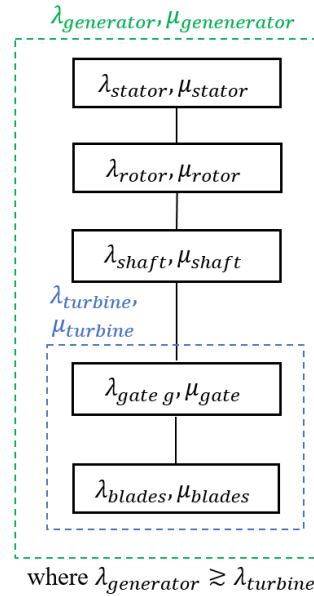 λgenerator, μgenenerator
λstator, μstator
λrotor, μrotor
λshaft, μshaft
λturbine,
μturbine
λgate g, μgate
λblades, μblades
where λgenerator ≷ λturbine